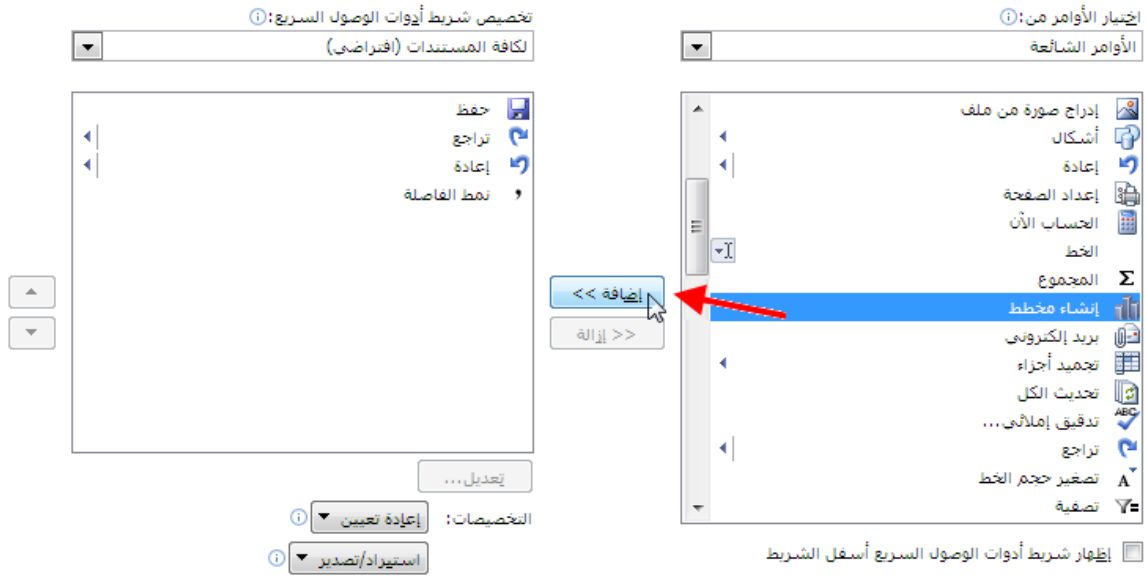 اختيار الأوامر من:
الأوامر الشائعة
إدراج صورة من ملف
أشكال
إعادة
إعداد الصفحة
الحساب الآن
الخط
المجموع
إنشاء مخطط
بريد إلكتروني
تجميد أجزاء
تحديث الكل
تدقيق إملائي...
تراجع
تصغير حجم الخط
تصفية
إظهار شريط أدوات الوصول السريع أسفل الشريط
إضافة >>
<< إزالة
تخصيص شريط أدوات الوصول السريع:
لكافة المستندات (افتراضي)
حفظ
تراجع
إعادة
نمط الفاصلة
تعديل...
التخصيصات:
إعادة تعيين
استيراد/تصدير